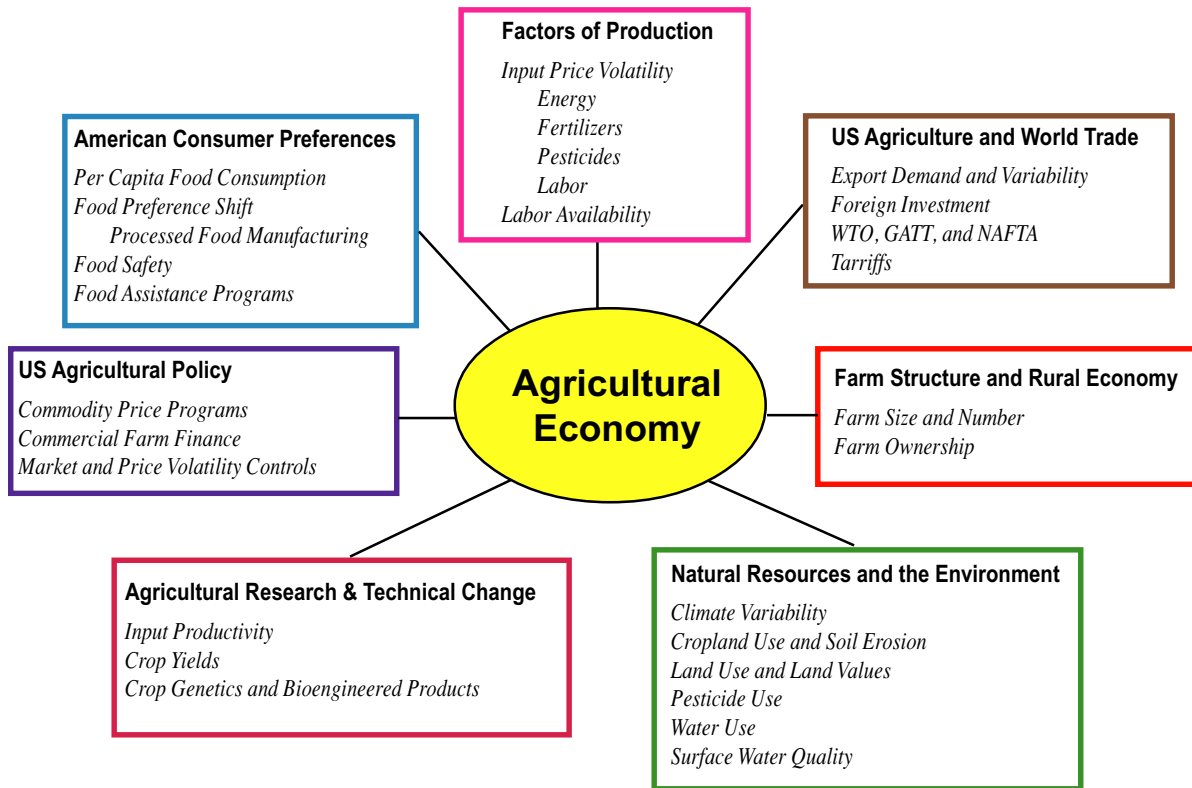 Factors of Production
Input Price Volatility
Energy
Fertilizers
Pesticides
Labor
Labor Availability
American Consumer Preferences
Per Capita Food Consumption
Food Preference Shift
Processed Food Manufacturing
Food Safety
Food Assistance Programs
US Agriculture and World Trade
Export Demand and Variability
Foreign Investment
WTO, GATT, and NAFTA
Tarriffs
US Agricultural Policy
Commodity Price Programs
Commercial Farm Finance
Market and Price Volatility Controls
Agricultural
Economy
Farm Structure and Rural Economy
Farm Size and Number
Farm Ownership
Agricultural Research & Technical Change
Input Productivity
Crop Yields
Crop Genetics and Bioengineered Products
Natural Resources and the Environment
Climate Variability
Cropland Use and Soil Erosion
Land Use and Land Values
Pesticide Use
Water Use
Surface Water Quality